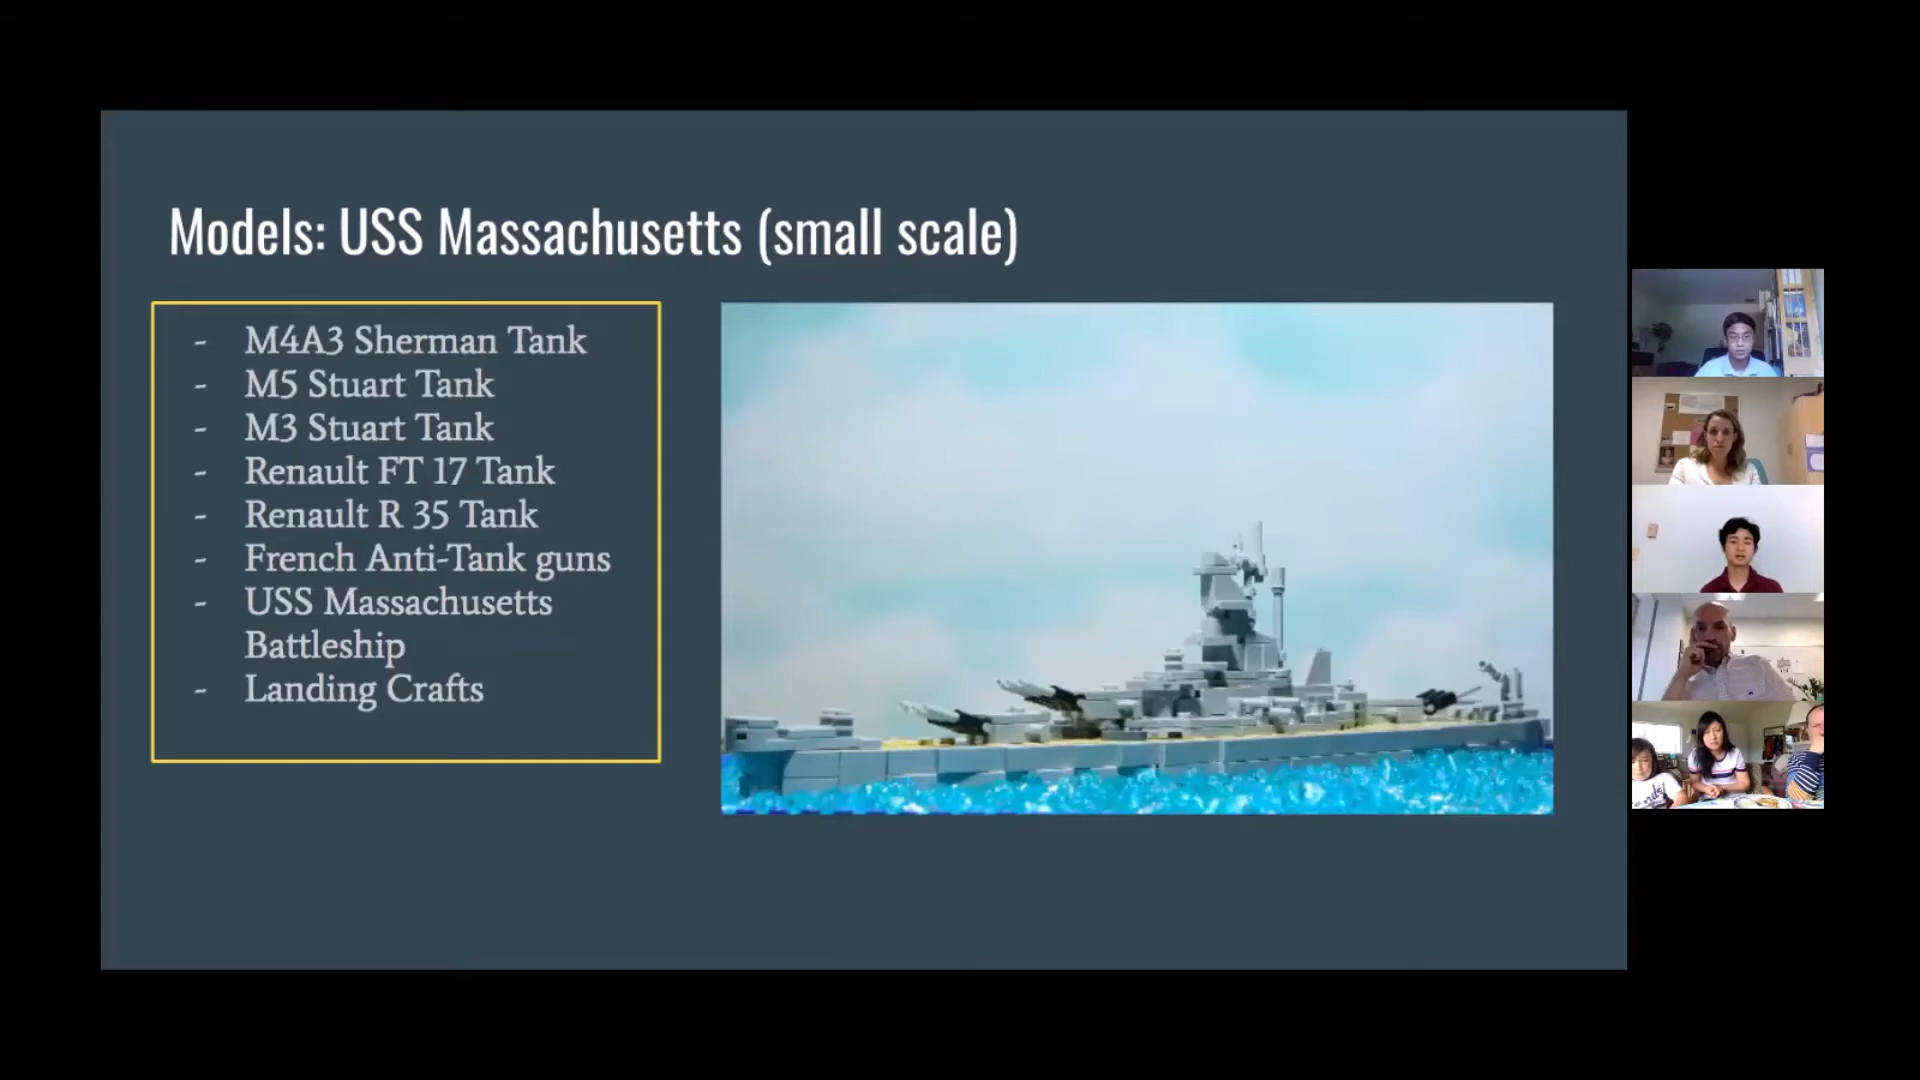 Models: USS Massachusetts (small scale)
- M4A3 Sherman Tank
- M5 Stuart Tank
- M3 Stuart Tank
- Renault FT 17 Tank
- Renault R 35 Tank
- French Anti-Tank guns
- USS Massachusetts
Battleship
- Landing Crafts